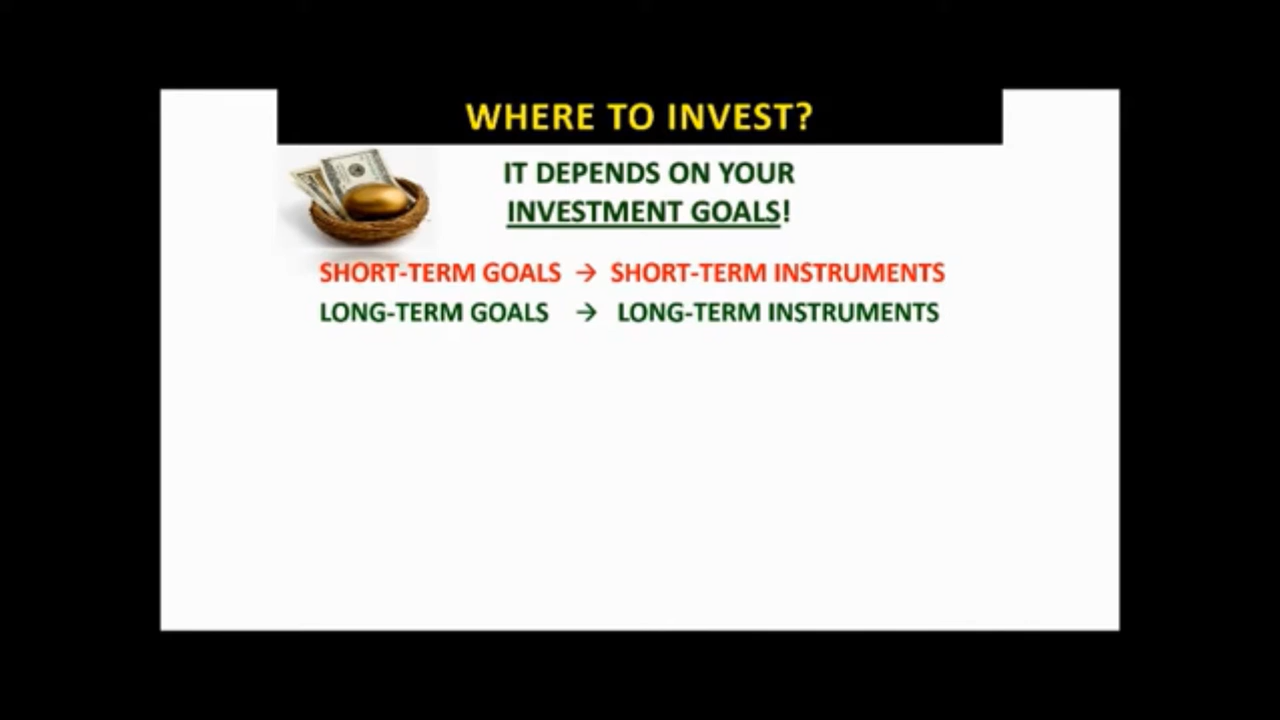 WHERE TO INVEST?
IT DEPENDS ON YOUR
INVESTMENT GOALS!
SHORT-TERM GOALS → SHORT-TERM INSTRUMENTS
LONG-TERM GOALS → LONG-TERM INSTRUMENTS